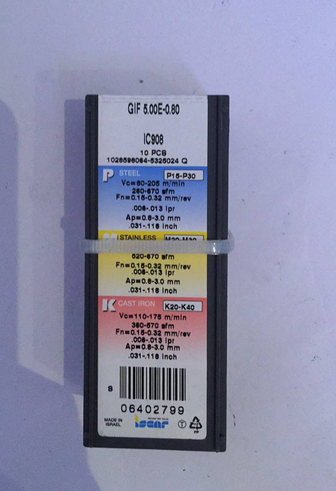 GIF 5.00E-0.80
IC908
10 PCS
1026598064-5325024 Q
P STEEL P15-P30
Vc=80-205 m/min
260-670 sfm
Fn=0.15-0.32 mm/rev
.006-.013 ipr
Ap=0.8-3.0 mm
.031-.118 inch
STAINLESS
520-670 sfm
Fn=0.15-0.32 mm/rev
.006-.013 ipr
Ap=0.8-3.0 mm
.031-.118 inch
K CAST IRON K20-K40
Vc=110-175 m/min
360-570 sfm
Fn=0.15-0.32 mm/rev
.006-.013 ipr
Ap=0.8-3.0 mm
.031-.118 inch
S
06402799
MADE IN
ISRAEL
iscar
PP